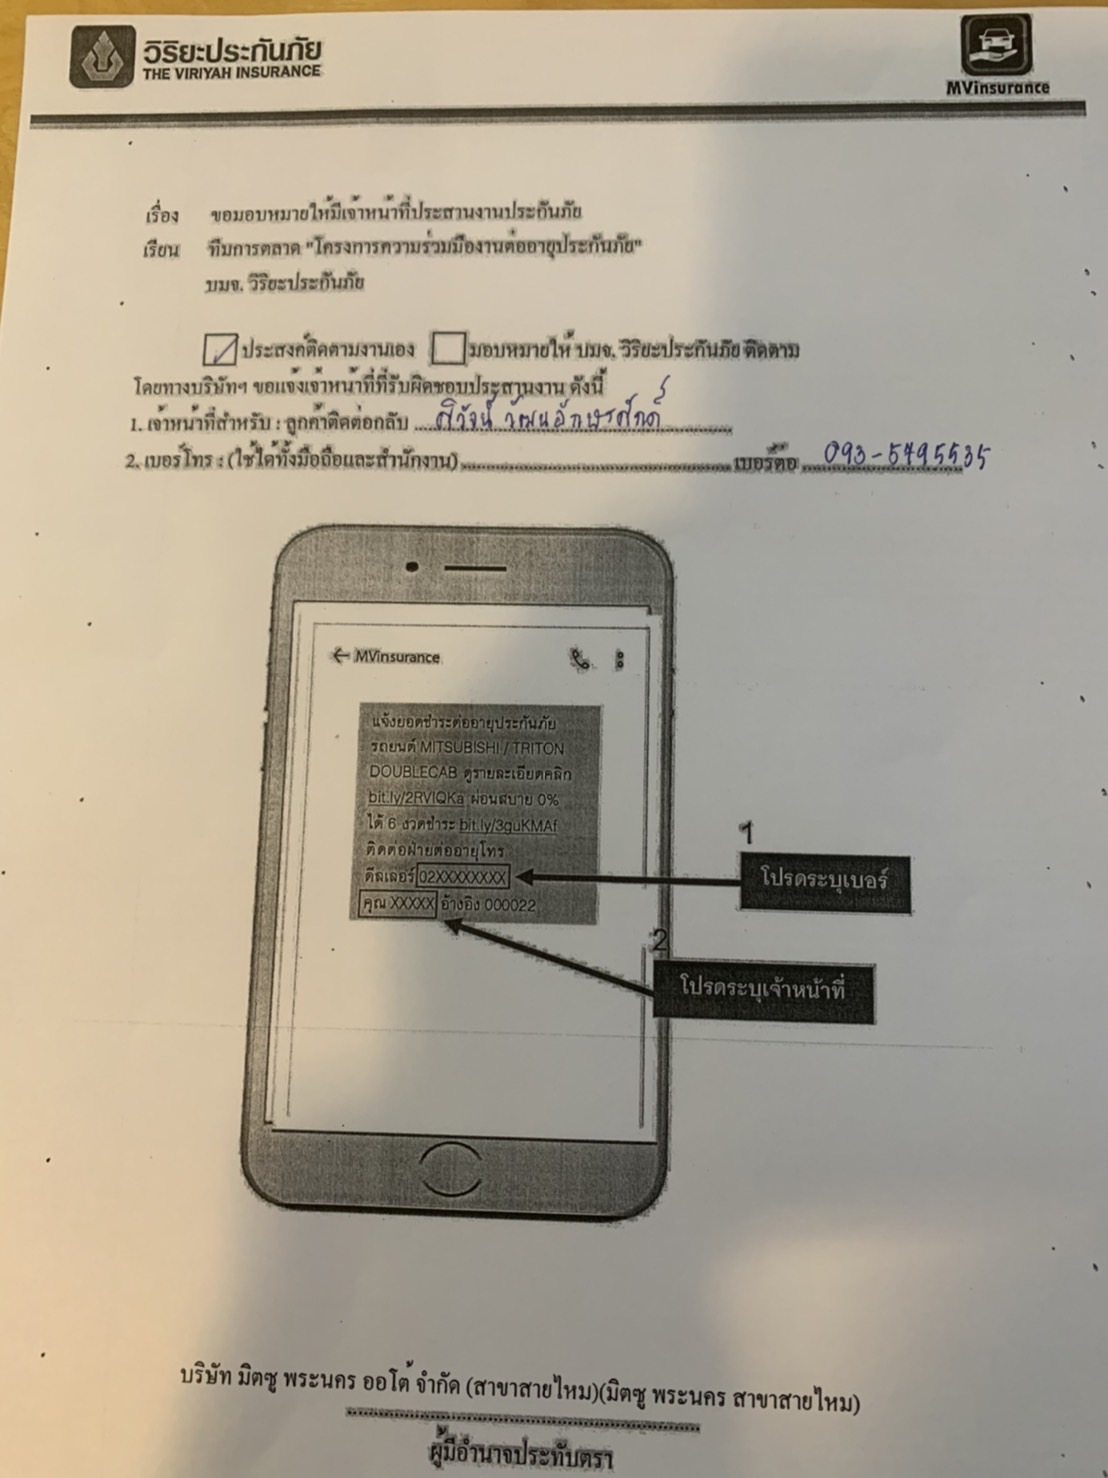 วิริยะประกันภัย
THE VIRIYAH INSURANCE
MVinsurance
เรื่อง ขอมอบหมายให้มีเจ้าหน้าที่ประสานงานประกันภัย
เรียน ทีมการตลาด "โครงการความร่วมมืองานต่ออายุประกันภัย"
บมจ. วิริยะประกันภัย
ประสงค์ติดตามงานเอง มอบหมายให้ บมจ. วิริยะประกันภัย ติดตาม
โดยทางบริษัทฯ ขอแจ้งเจ้าหน้าที่ที่รับผิดชอบประสานงาน ดังนี้
1. เจ้าหน้าที่สำหรับ : ลูกค้าติดต่อกลับ
2. เบอร์โทร : (ใช้ได้ทั้งมือถือและสำนักงาน) เบอร์ต่อ 093-5795535
MVinsurance
แจ้งยอดชำระต่ออายุประกันภัย
รถยนต์ MITSUBISHI / TRITON
DOUBLECAB ดูรายละเอียดคลิก
bit.ly/2RVIQKa ผ่อนสบาย 0%
ได้ 6 งวดชำระ bit.ly/3guKMAf
ติดต่อฝ่ายต่ออายุโทร
ดีลเลอร์ 02XXXXXXXX
คุณ XXXXX อ้างอิง 000022
1
โปรดระบุเบอร์
2
โปรดระบุเจ้าหน้าที่
บริษัท มิตซู พระนคร ออโต้ จำกัด (สาขาสายไหม)(มิตซู พระนคร สาขาสายไหม)
ผู้มีอำนาจประทับตรา